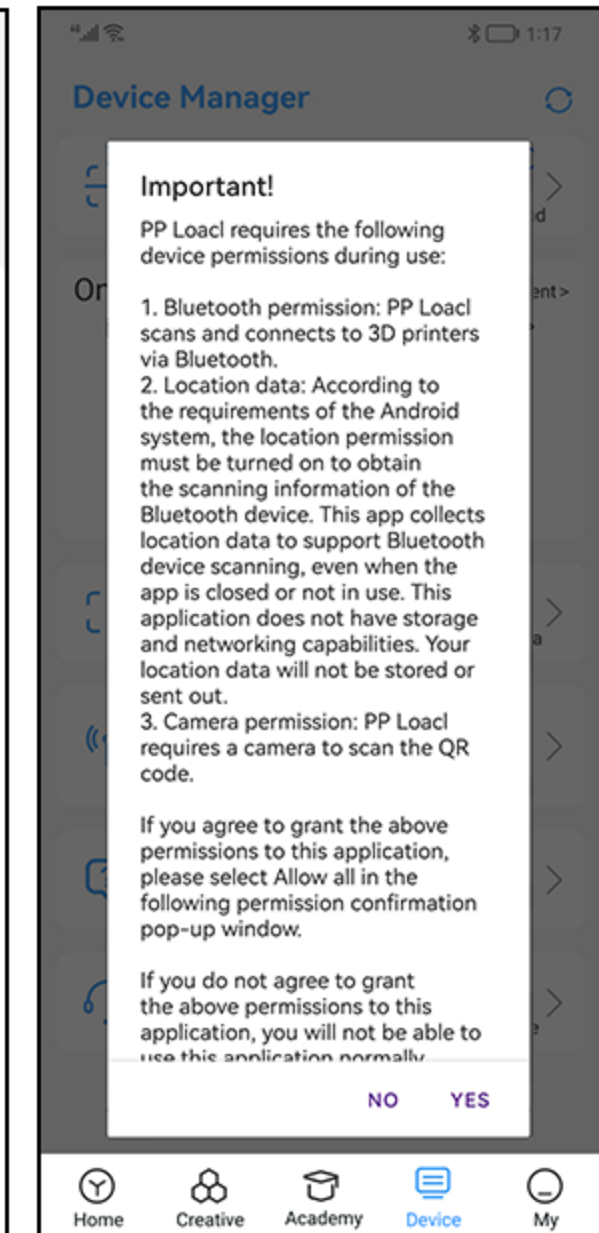 1:17
Device Manager
Important!
PP Loacl requires the following
device permissions during use:
1. Bluetooth permission: PP Loacl
scans and connects to 3D printers
via Bluetooth.
2. Location data: According to
the requirements of the Android
system, the location permission
must be turned on to obtain
the scanning information of the
Bluetooth device. This app collects
location data to support Bluetooth
device scanning, even when the
app is closed or not in use. This
application does not have storage
and networking capabilities. Your
location data will not be stored or
sent out.
3. Camera permission: PP Loacl
requires a camera to scan the QR
code.
If you agree to grant the above
permissions to this application,
please select Allow all in the
following permission confirmation
pop-up window.
If you do not agree to grant
the above permissions to this
application, you will not be able to
use this application normally
NO YES
Home Creative Academy Device My